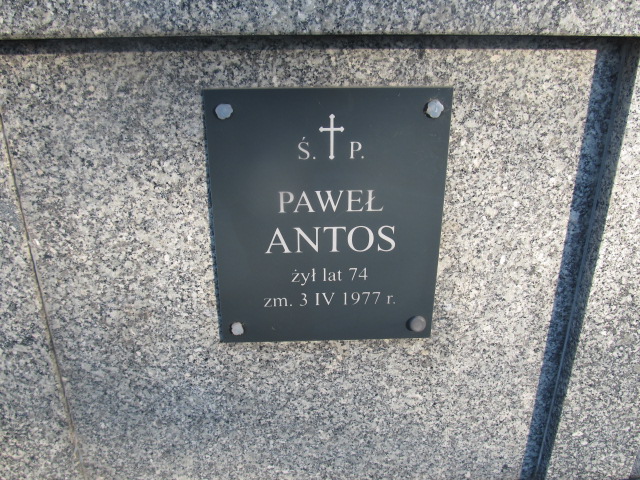 Ś. P.
PAWEŁ
ANTOS
żył lat 74
zm. 3 IV 1977 r.